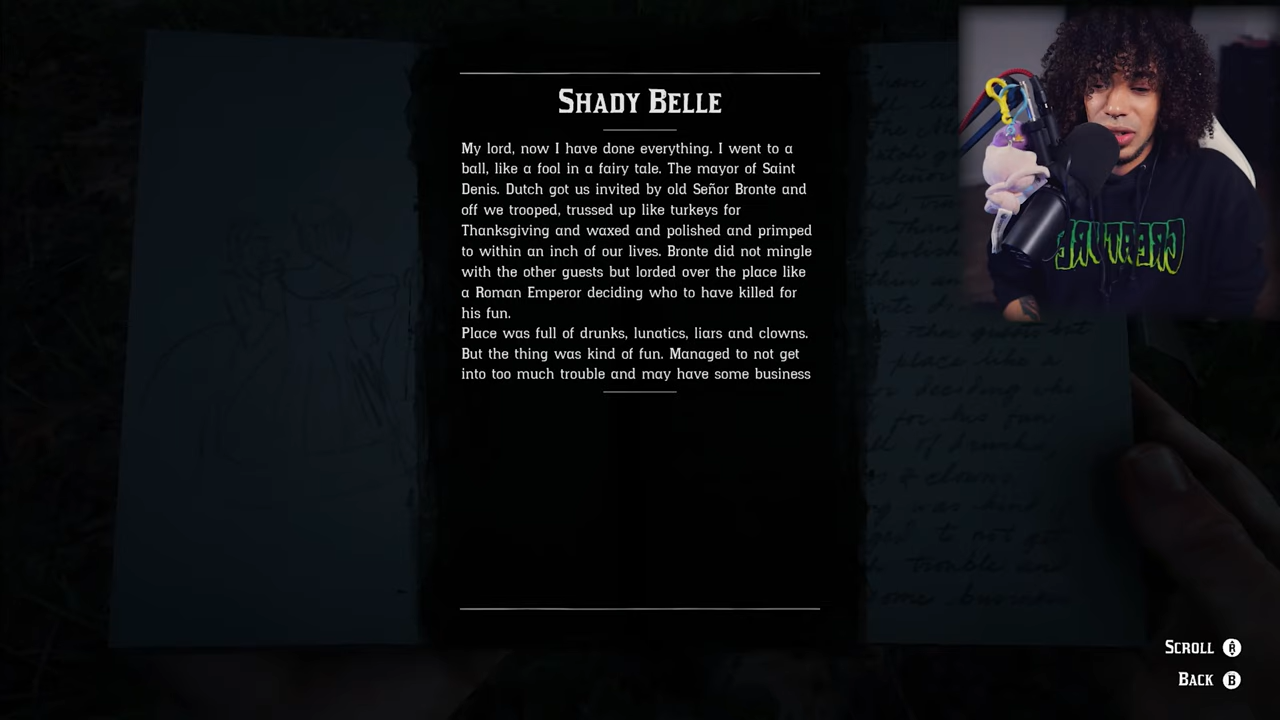 SHADY BELLE
My lord, now I have done everything. I went to a
ball, like a fool in a fairy tale. The mayor of Saint
Denis. Dutch got us invited by old Señor Bronte and
off we trooped, trussed up like turkeys for
Thanksgiving and waxed and polished and primped
to within an inch of our lives. Bronte did not mingle
with the other guests but lorded over the place like
a Roman Emperor deciding who to have killed for
his fun.
Place was full of drunks, lunatics, liars and clowns.
But the thing was kind of fun. Managed to not get
into too much trouble and may have some business
CREATURE
SCROLL R
BACK B